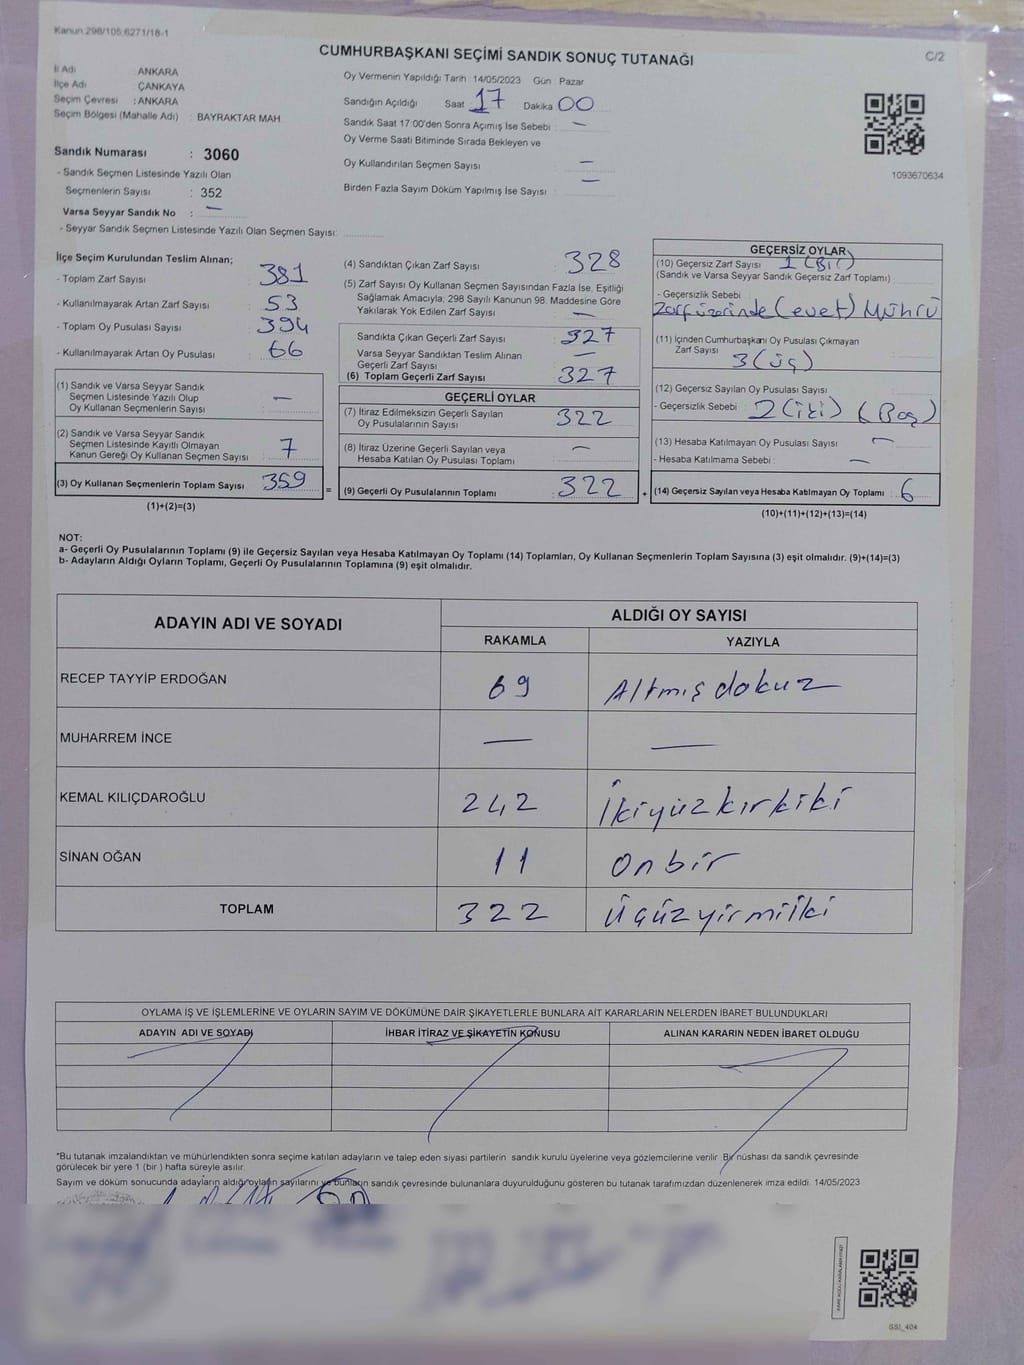 Kanun.298/105,6271/18-1
CUMHURBAŞKANI SEÇİMİ SANDIK SONUÇ TUTANAĞI
C/2
İl Adı : ANKARA
İlçe Adı : ÇANKAYA
Seçim Çevresi : ANKARA
Seçim Bölgesi (Mahalle Adı) : BAYRAKTAR MAH
Oy Vermenin Yapıldığı Tarih : 14/05/2023 Gün : Pazar
Sandığın Açıldığı Saat 17 Dakika 00
Sandık Saat 17:00'den Sonra Açımış İse Sebebi : —
Oy Verme Saati Bitiminde Sırada Bekleyen ve
Oy Kullandırılan Seçmen Sayısı —
Birden Fazla Sayım Döküm Yapılmış İse Sayısı : —
1093670634
Sandık Numarası : 3060
- Sandık Seçmen Listesinde Yazılı Olan
Seçmenlerin Sayısı : 352
Varsa Seyyar Sandık No : —
- Seyyar Sandık Seçmen Listesinde Yazılı Olan Seçmen Sayısı:
İlçe Seçim Kurulundan Teslim Alınan;
- Toplam Zarf Sayısı : 381
- Kullanılmayarak Artan Zarf Sayısı : 53
- Toplam Oy Pusulası Sayısı : 394
- Kullanılmayarak Artan Oy Pusulası : 66
(1) Sandık ve Varsa Seyyar Sandık
Seçmen Listesinde Yazılı Olup
Oy Kullanan Seçmenlerin Sayısı : —
(2) Sandık ve Varsa Seyyar Sandık
Seçmen Listesinde Kayıtlı Olmayan
Kanun Gereği Oy Kullanan Seçmen Sayısı : 7
(3) Oy Kullanan Seçmenlerin Toplam Sayısı : 359
(1)+(2)=(3)
=
(4) Sandıktan Çıkan Zarf Sayısı : 328
(5) Zarf Sayısı Oy Kullanan Seçmen Sayısından Fazla İse, Eşitliği
Sağlamak Amacıyla, 298 Sayılı Kanunun 98. Maddesine Göre
Yakılarak Yok Edilen Zarf Sayısı : —
Sandıkta Çıkan Geçerli Zarf Sayısı : 327
Varsa Seyyar Sandıktan Teslim Alınan
Geçerli Zarf Sayısı : —
(6) Toplam Geçerli Zarf Sayısı : 327
GEÇERLİ OYLAR
(7) İtiraz Edilmeksizin Geçerli Sayılan
Oy Pusulalarının Sayısı : 322
(8) İtiraz Üzerine Geçerli Sayılan veya
Hesaba Katılan Oy Pusulası Toplamı : —
(9) Geçerli Oy Pusulalarının Toplamı : 322
+
GEÇERSİZ OYLAR
(10) Geçersiz Zarf Sayısı : 1 (Bir)
(Sandık ve Varsa Seyyar Sandık Geçersiz Zarf Toplamı)
- Geçersizlik Sebebi
Zarf üzerinde (evet) Mührü
(11) İçinden Cumhurbaşkanı Oy Pusulası Çıkmayan
Zarf Sayısı : 3 (üç)
(12) Geçersiz Sayılan Oy Pusulası Sayısı :
- Geçersizlik Sebebi : 2 (iki) (Boş)
(13) Hesaba Katılmayan Oy Pusulası Sayısı : —
- Hesaba Katılmama Sebebi : —
(14) Geçersiz Sayılan veya Hesaba Katılmayan Oy Toplamı : 6
(10)+(11)+(12)+(13)=(14)
NOT:
a- Geçerli Oy Pusulalarının Toplamı (9) ile Geçersiz Sayılan veya Hesaba Katılmayan Oy Toplamı (14) Toplamları, Oy Kullanan Seçmenlerin Toplam Sayısına (3) eşit olmalıdır. (9)+(14)=(3)
b- Adayların Aldığı Oyların Toplamı, Geçerli Oy Pusulalarının Toplamına (9) eşit olmalıdır.
ADAYIN ADI VE SOYADI ALDIĞI OY SAYISI
RAKAMLA YAZIYLA
RECEP TAYYİP ERDOĞAN 69 Altmışdokuz
MUHARREM İNCE — —
KEMAL KILIÇDAROĞLU 242 İkiyüzkırkiki
SİNAN OĞAN 11 Onbir
TOPLAM 322 Üçüzyirmiiki
OYLAMA İŞ VE İŞLEMLERİNE VE OYLARIN SAYIM VE DÖKÜMÜNE DAİR ŞİKAYETLERLE BUNLARA AİT KARARLARIN NELERDEN İBARET BULUNDUKLARI
ADAYIN ADI VE SOYADI İHBAR İTİRAZ VE ŞİKAYETİN KONUSU ALINAN KARARIN NEDEN İBARET OLDUĞU
*Bu tutanak imzalandıktan ve mühürlendikten sonra seçime katılan adayların ve talep eden siyasi partilerin sandık kurulu üyelerine veya gözlemcilerine verilir. Bir nüshası da sandık çevresinde
görülecek bir yere 1 (bir ) hafta süreyle asılır.
Sayım ve döküm sonucunda adayların aldığı oyların sayılarını ve bunların sandık çevresinde bulunanlara duyurulduğunu gösteren bu tutanak tarafımızdan düzenlenerek imza edildi. 14/05/2023
SSI_404